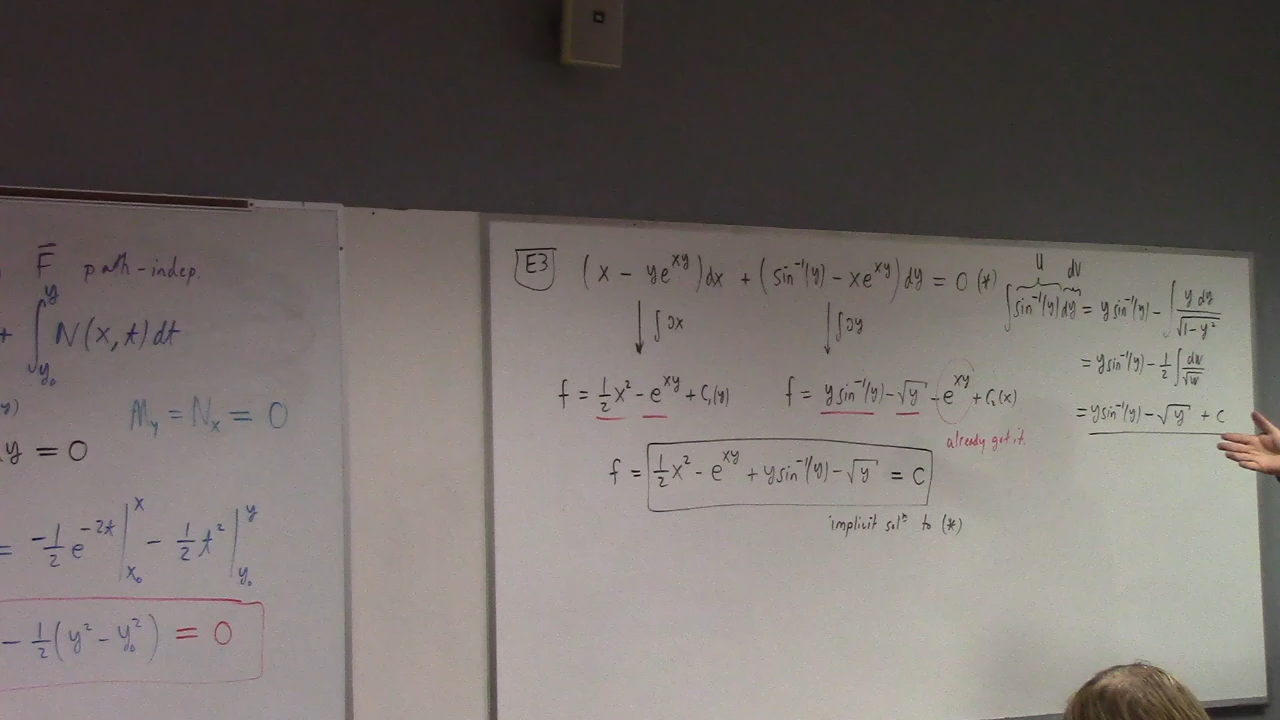 F⃗ path-indep.
+ ∫_{y₀}^{y} N(x,t)dt
y)
M_y = N_x = 0
y = 0
= -1/2 e^{-2t} |_{x₀}^{x} - 1/2 t² |_{y₀}^{y}
- 1/2 (y² - y₀²) = 0
E3 (x - ye^{xy})dx + (sin⁻¹(y) - xe^{xy})dy = 0 (*)
∫∂x ∫∂y
f = 1/2 x² - e^{xy} + C₁(y) f = y sin⁻¹(y) - √y - e^{xy} + C₂(x)
already got it.
f = 1/2 x² - e^{xy} + y sin⁻¹(y) - √y = C
implicit solⁿ to (*)
u dv
∫ sin⁻¹(y) dy = y sin⁻¹(y) - ∫ y dy / √(1-y²)
= y sin⁻¹(y) - 1/2 ∫ dw/√w
= y sin⁻¹(y) - √y + C